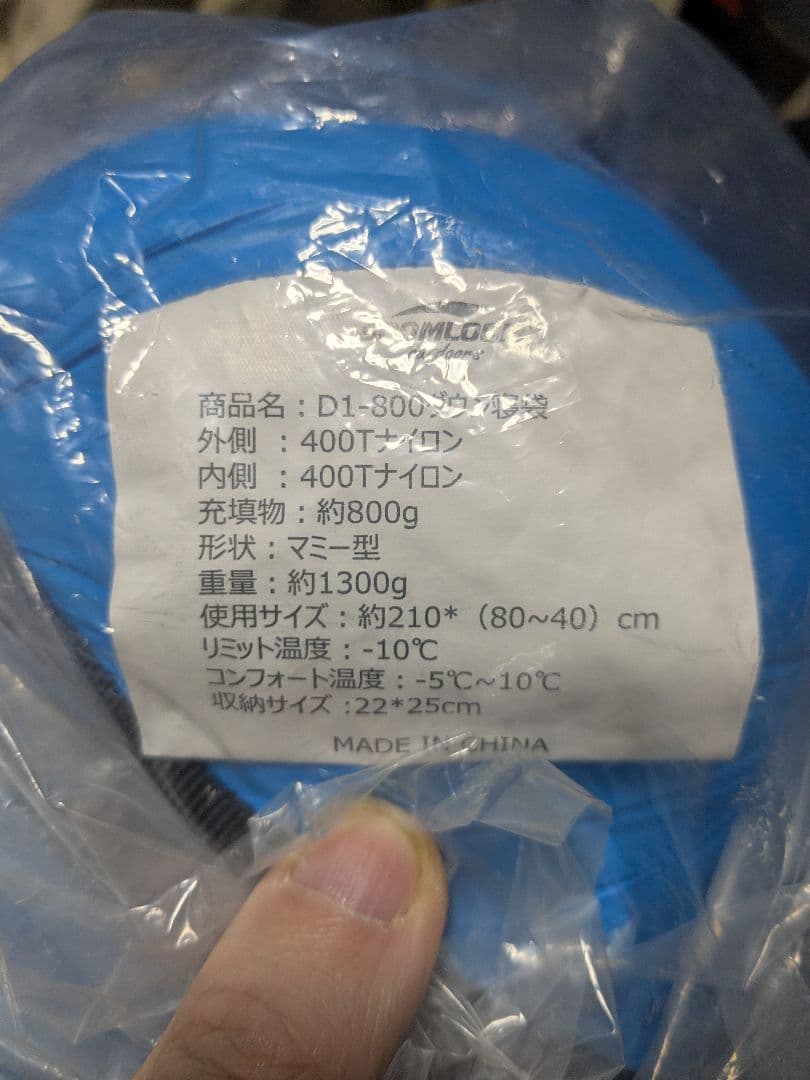 outdoors
商品名：D1-800ダウン寝袋
外側 ：400Tナイロン
内側 ：400Tナイロン
充填物：約800g
形状：マミー型
重量：約1300g
使用サイズ：約210*（80~40）cm
リミット温度：-10℃
コンフォート温度：-5℃~10℃
収納サイズ：22*25cm
MADE IN CHINA